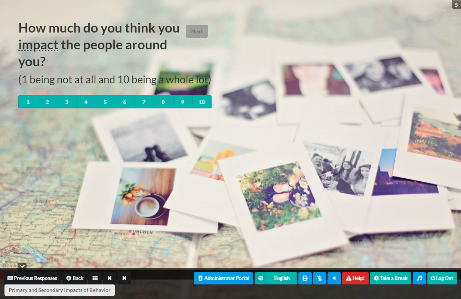 How much do you think you
impact the people around
you?
Next
(1 being not at all and 10 being a whole lot)
1 2 3 4 5 6 7 8 9 10
Previous Responses Back Administrator Portal English Help! Take a Break Log Out
Primary and Secondary Impacts of Behavior